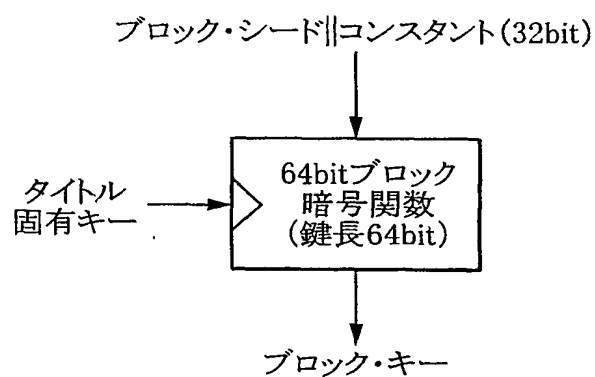 ブロック・シード||コンスタント(32bit)
64bitブロック
暗号関数
(鍵長64bit)
タイトル
固有キー
ブロック・キー